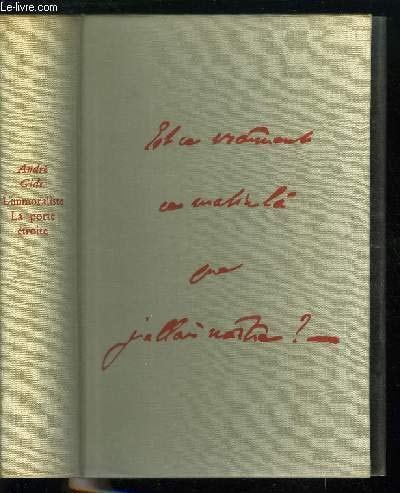 Le-livre.com
André
Gide
L'immoraliste
La porte
étroite
Est ce vraiment
ce matin là
que
j'allais naître ? —